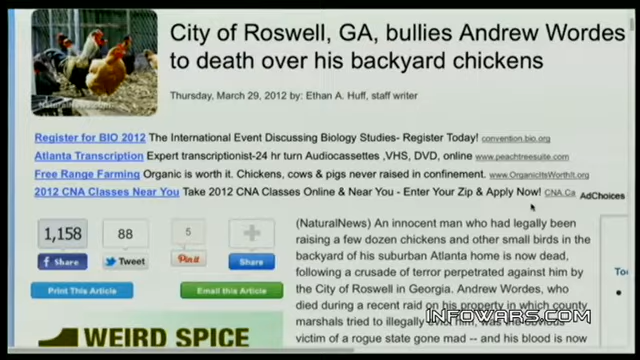 City of Roswell, GA, bullies Andrew Wordes
to death over his backyard chickens
NaturalNews.com
Thursday, March 29, 2012 by: Ethan A. Huff, staff writer
Register for BIO 2012 The International Event Discussing Biology Studies- Register Today! convention.bio.org
Atlanta Transcription Expert transcriptionist-24 hr turn Audiocassettes ,VHS, DVD, online www.peachtreesuite.com
Free Range Farming Organic is worth it. Chickens, cows & pigs never raised in confinement. www.OrganicItsWorthIt.org
2012 CNA Classes Near You Take 2012 CNA Classes Online & Near You - Enter Your Zip & Apply Now! CNA.Ca
AdChoices
1,158
88
5
+
f Share
Tweet
Pin it
Share
Print This Article
Email this Article
WEIRD SPICE
(NaturalNews) An innocent man who had legally been
raising a few dozen chickens and other small birds in the
backyard of his suburban Atlanta home is now dead,
following a crusade of terror perpetrated against him by
the City of Roswell in Georgia. Andrew Wordes, who
died during a recent raid on his property in which county
marshals tried to illegally evict him, was the obvious
victim of a rogue state gone mad -- and his blood is now
To
INFOWARS.COM